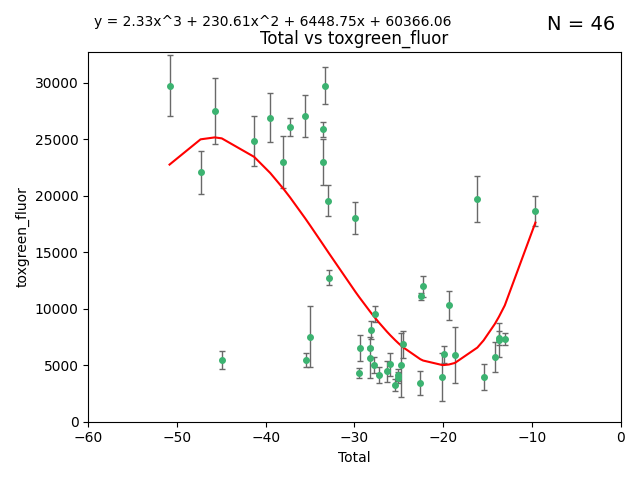 y = 2.33x^3 + 230.61x^2 + 6448.75x + 60366.06
N = 46
Total vs toxgreen_fluor
30000
25000
20000
15000
10000
5000
0
toxgreen_fluor
−60
−50
−40
−30
−20
−10
0
Total